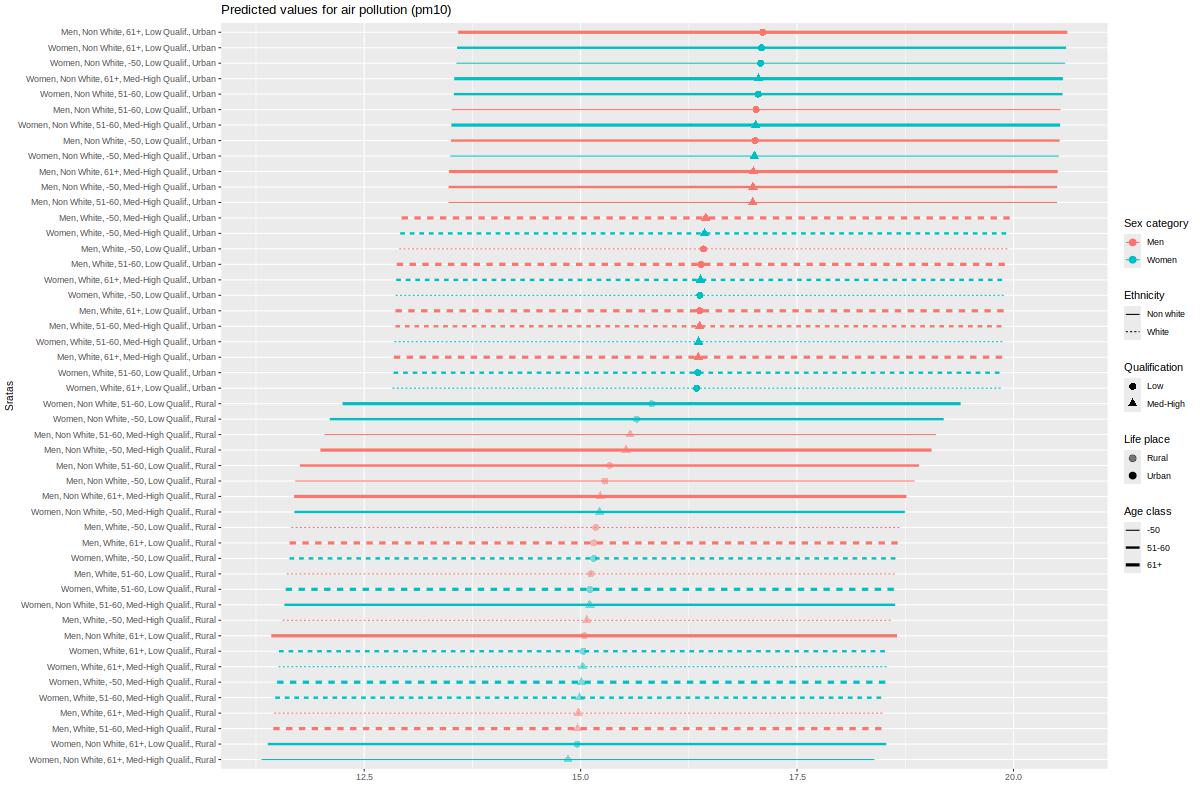 Predicted values for air pollution (pm10)
Men, Non White, 61+, Low Qualif., Urban
Women, Non White, 61+, Low Qualif., Urban
Women, Non White, -50, Low Qualif., Urban
Women, Non White, 61+, Med-High Qualif., Urban
Women, Non White, 51-60, Low Qualif., Urban
Men, Non White, 51-60, Low Qualif., Urban
Women, Non White, 51-60, Med-High Qualif., Urban
Men, Non White, -50, Low Qualif., Urban
Women, Non White, -50, Med-High Qualif., Urban
Men, Non White, 61+, Med-High Qualif., Urban
Men, Non White, -50, Med-High Qualif., Urban
Men, Non White, 51-60, Med-High Qualif., Urban
Men, White, -50, Med-High Qualif., Urban
Women, White, -50, Med-High Qualif., Urban
Men, White, -50, Low Qualif., Urban
Men, White, 51-60, Low Qualif., Urban
Women, White, 61+, Med-High Qualif., Urban
Women, White, -50, Low Qualif., Urban
Men, White, 61+, Low Qualif., Urban
Men, White, 51-60, Med-High Qualif., Urban
Women, White, 51-60, Med-High Qualif., Urban
Men, White, 61+, Med-High Qualif., Urban
Women, White, 51-60, Low Qualif., Urban
Women, White, 61+, Low Qualif., Urban
Women, Non White, 51-60, Low Qualif., Rural
Women, Non White, -50, Low Qualif., Rural
Men, Non White, 51-60, Med-High Qualif., Rural
Men, Non White, -50, Med-High Qualif., Rural
Men, Non White, 51-60, Low Qualif., Rural
Men, Non White, -50, Low Qualif., Rural
Men, Non White, 61+, Med-High Qualif., Rural
Women, Non White, -50, Med-High Qualif., Rural
Men, White, -50, Low Qualif., Rural
Men, White, 61+, Low Qualif., Rural
Women, White, -50, Low Qualif., Rural
Men, White, 51-60, Low Qualif., Rural
Women, White, 51-60, Low Qualif., Rural
Women, Non White, 51-60, Med-High Qualif., Rural
Men, White, -50, Med-High Qualif., Rural
Men, Non White, 61+, Low Qualif., Rural
Women, White, 61+, Low Qualif., Rural
Women, White, 61+, Med-High Qualif., Rural
Women, White, -50, Med-High Qualif., Rural
Women, White, 51-60, Med-High Qualif., Rural
Men, White, 61+, Med-High Qualif., Rural
Men, White, 51-60, Med-High Qualif., Rural
Women, Non White, 61+, Low Qualif., Rural
Women, Non White, 61+, Med-High Qualif., Rural
Sratas
12.5
15.0
17.5
20.0
Sex category
Men
Women
Ethnicity
Non white
White
Qualification
Low
Med-High
Life place
Rural
Urban
Age class
-50
51-60
61+